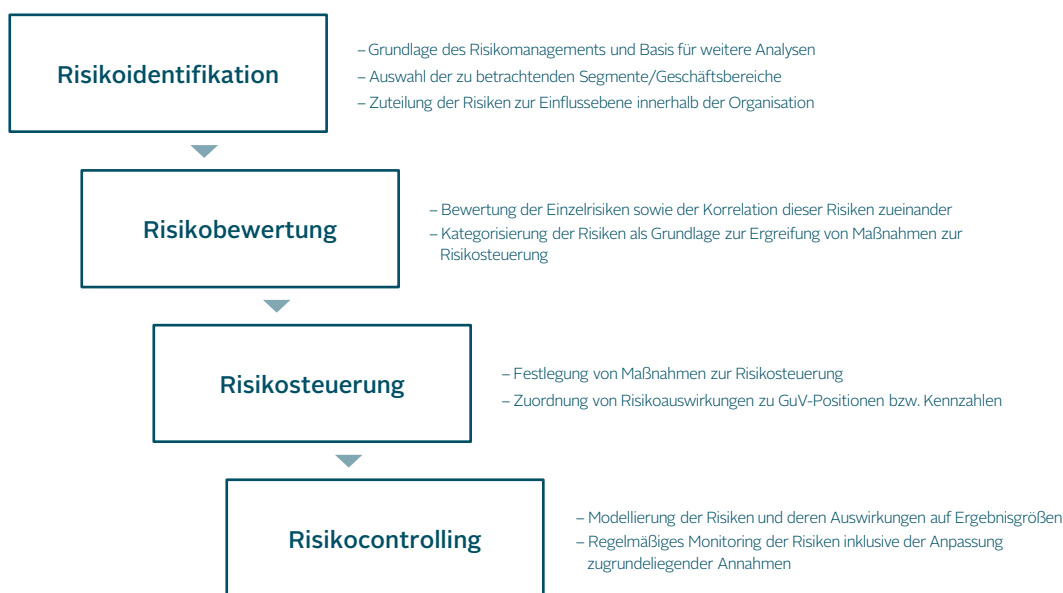 Risikoidentifikation
– Grundlage des Risikomanagements und Basis für weitere Analysen
– Auswahl der zu betrachtenden Segmente/Geschäftsbereiche
– Zuteilung der Risiken zur Einflussebene innerhalb der Organisation
Risikobewertung
– Bewertung der Einzelrisiken sowie der Korrelation dieser Risiken zueinander
– Kategorisierung der Risiken als Grundlage zur Ergreifung von Maßnahmen zur
Risikosteuerung
Risikosteuerung
– Festlegung von Maßnahmen zur Risikosteuerung
– Zuordnung von Risikoauswirkungen zu GuV-Positionen bzw. Kennzahlen
Risikocontrolling
– Modellierung der Risiken und deren Auswirkungen auf Ergebnisgrößen
– Regelmäßiges Monitoring der Risiken inklusive der Anpassung
zugrundeliegender Annahmen